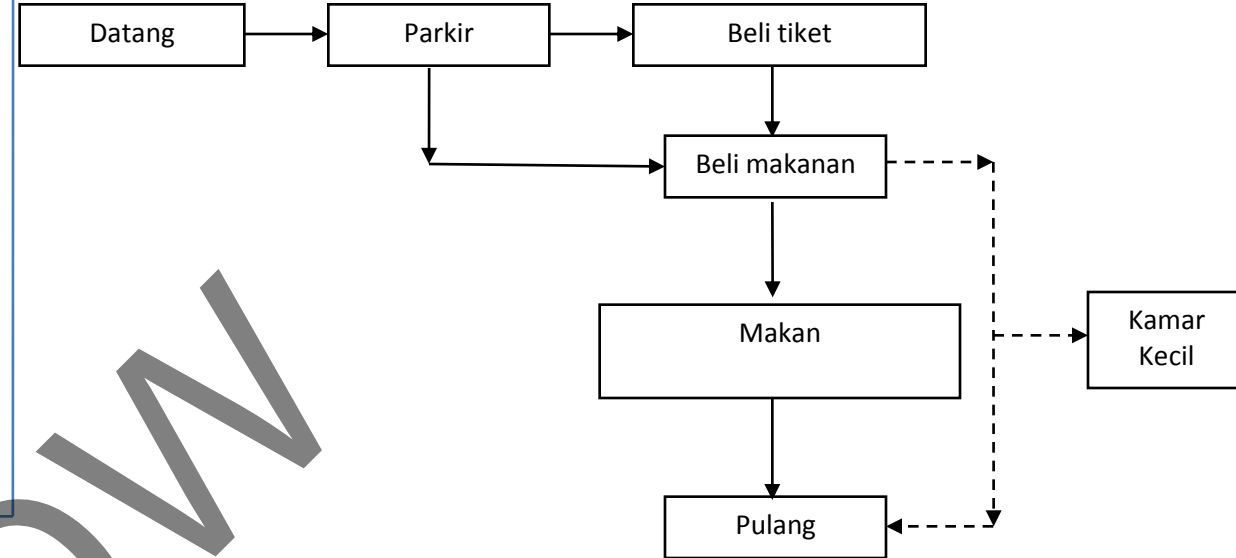 Datang
Parkir
Beli tiket
Beli makanan
Makan
Kamar
Kecil
Pulang